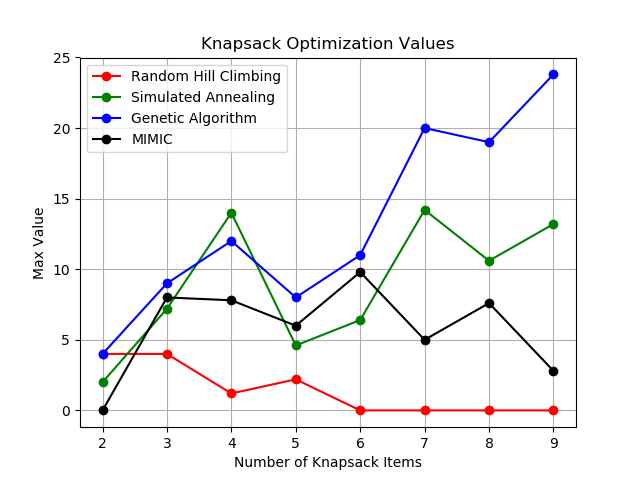 Knapsack Optimization Values
Random Hill Climbing
Simulated Annealing
Genetic Algorithm
MIMIC
Max Value
25
20
15
10
5
0
2 3 4 5 6 7 8 9
Number of Knapsack Items